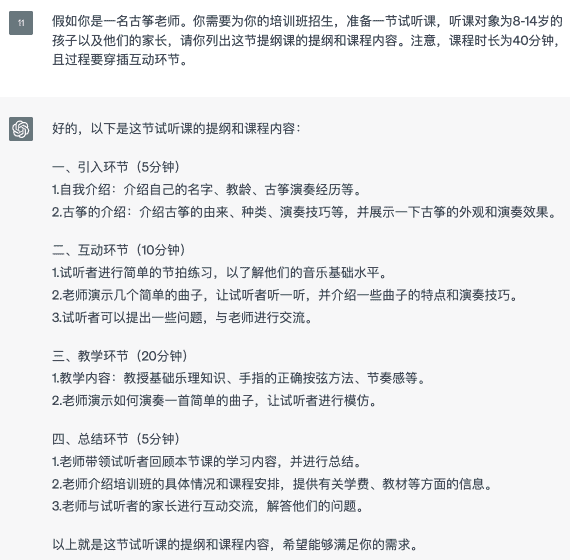 11
假如你是一名古筝老师。你需要为你的培训班招生，准备一节试听课，听课对象为8-14岁的
孩子以及他们的家长，请你列出这节提纲课的提纲和课程内容。注意，课程时长为40分钟，
且过程要穿插互动环节。
好的，以下是这节试听课的提纲和课程内容：
一、引入环节（5分钟）
1.自我介绍：介绍自己的名字、教龄、古筝演奏经历等。
2.古筝的介绍：介绍古筝的由来、种类、演奏技巧等，并展示一下古筝的外观和演奏效果。
二、互动环节（10分钟）
1.试听者进行简单的节拍练习，以了解他们的音乐基础水平。
2.老师演示几个简单的曲子，让试听者听一听，并介绍一些曲子的特点和演奏技巧。
3.试听者可以提出一些问题，与老师进行交流。
三、教学环节（20分钟）
1.教学内容：教授基础乐理知识、手指的正确按弦方法、节奏感等。
2.老师演示如何演奏一首简单的曲子，让试听者进行模仿。
四、总结环节（5分钟）
1.老师带领试听者回顾本节课的学习内容，并进行总结。
2.老师介绍培训班的具体情况和课程安排，提供有关学费、教材等方面的信息。
3.老师与试听者的家长进行互动交流，解答他们的问题。
以上就是这节试听课的提纲和课程内容，希望能够满足你的需求。